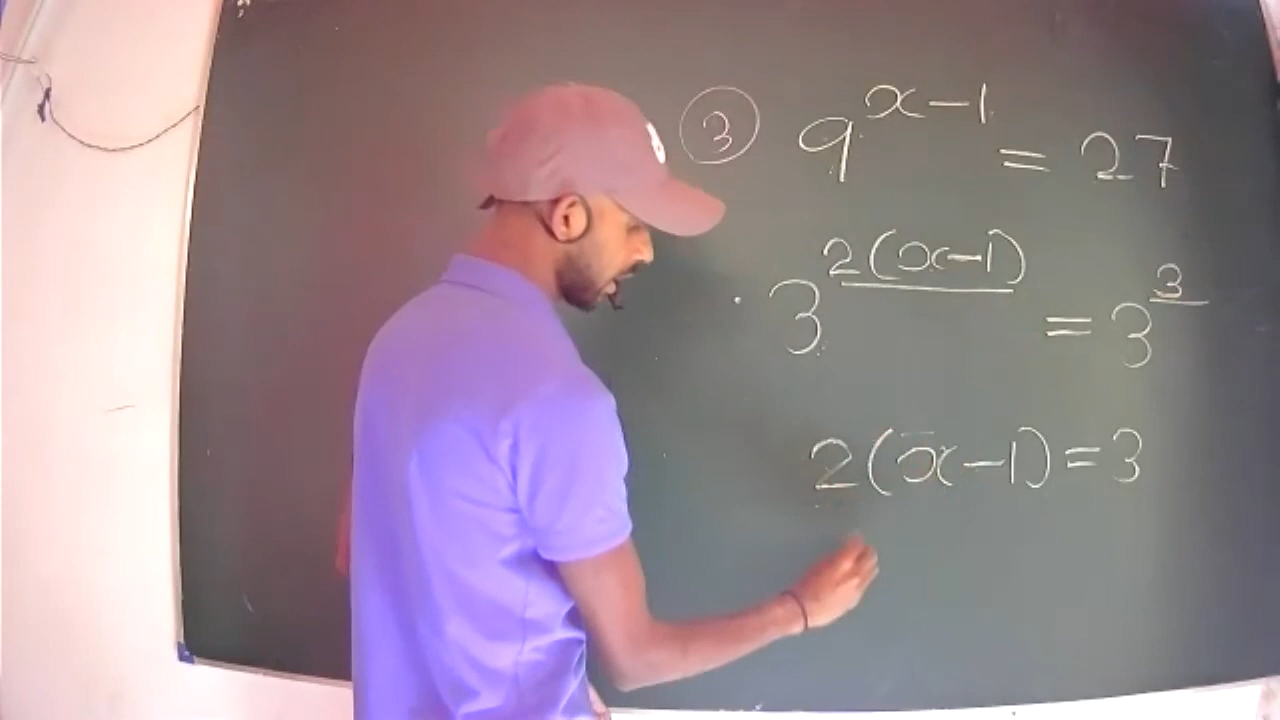 ③ 9^{x-1} = 27
3^{2(x-1)} = 3^3
2(x-1)=3